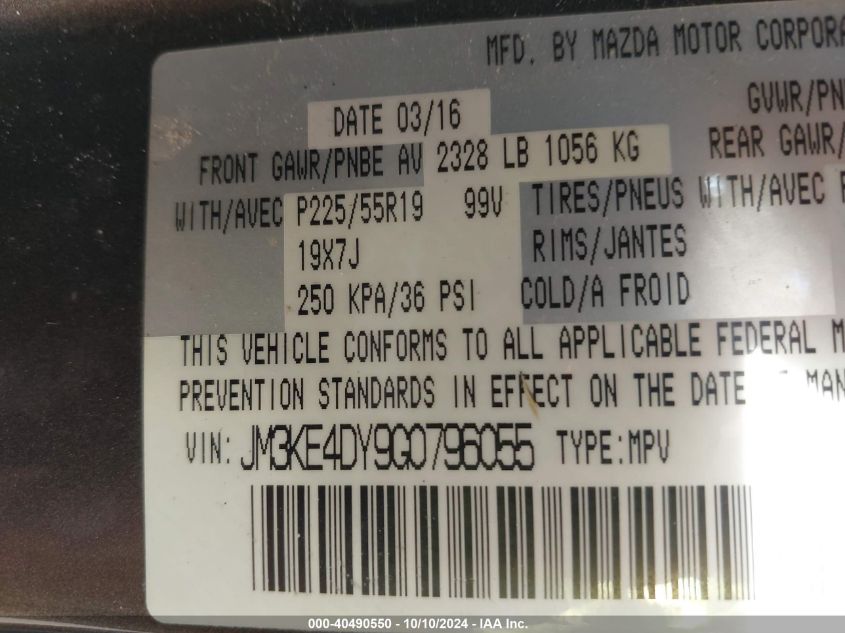 MFD. BY MAZDA MOTOR CORPORA
DATE 03/16
GVWR/PN
FRONT GAWR/PNBE AV 2328 LB 1056 KG
REAR GAWR/
WITH/AVEC P225/55R19 99V TIRES/PNEUS WITH/AVEC P
19X7J RIMS/JANTES
250 KPA/36 PSI COLD/A FROID
THIS VEHICLE CONFORMS TO ALL APPLICABLE FEDERAL M
PREVENTION STANDARDS IN EFFECT ON THE DATE MAN
VIN: JM3KE4DY9G0796055 TYPE:MPV
000-40490550 - 10/10/2024 - IAA Inc.